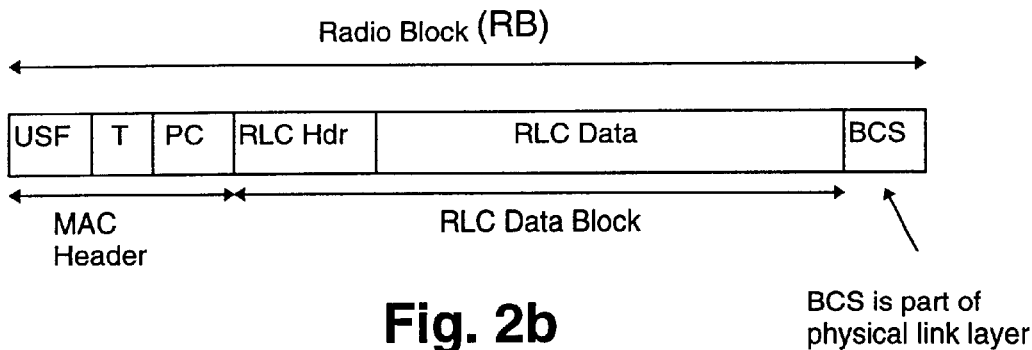 Radio Block (RB)
USF T PC RLC Hdr RLC Data BCS
MAC
Header
RLC Data Block
Fig. 2b
BCS is part of
physical link layer